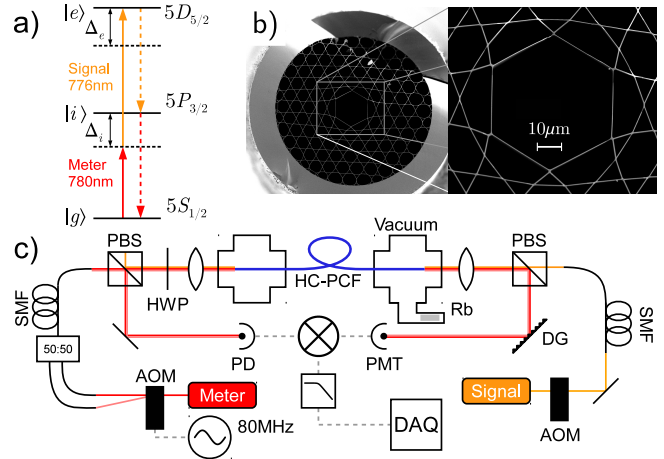 a)
|e⟩
5D5/2
Δe
Signal
776nm
|i⟩
5P3/2
Δi
Meter
780nm
|g⟩
5S1/2
b)
10μm
c)
PBS
HWP
HC-PCF
Vacuum
Rb
PBS
SMF
50:50
PD
PMT
DG
SMF
AOM
Meter
80MHz
DAQ
Signal
AOM